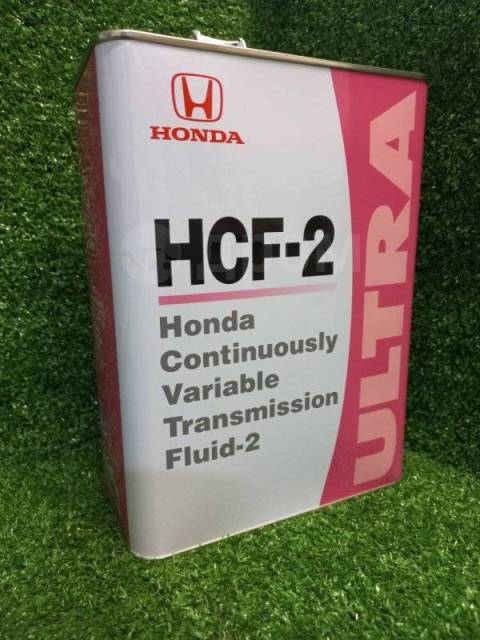 HONDA
HCF-2
Honda
Continuously
Variable
Transmission
Fluid-2
ULTRA